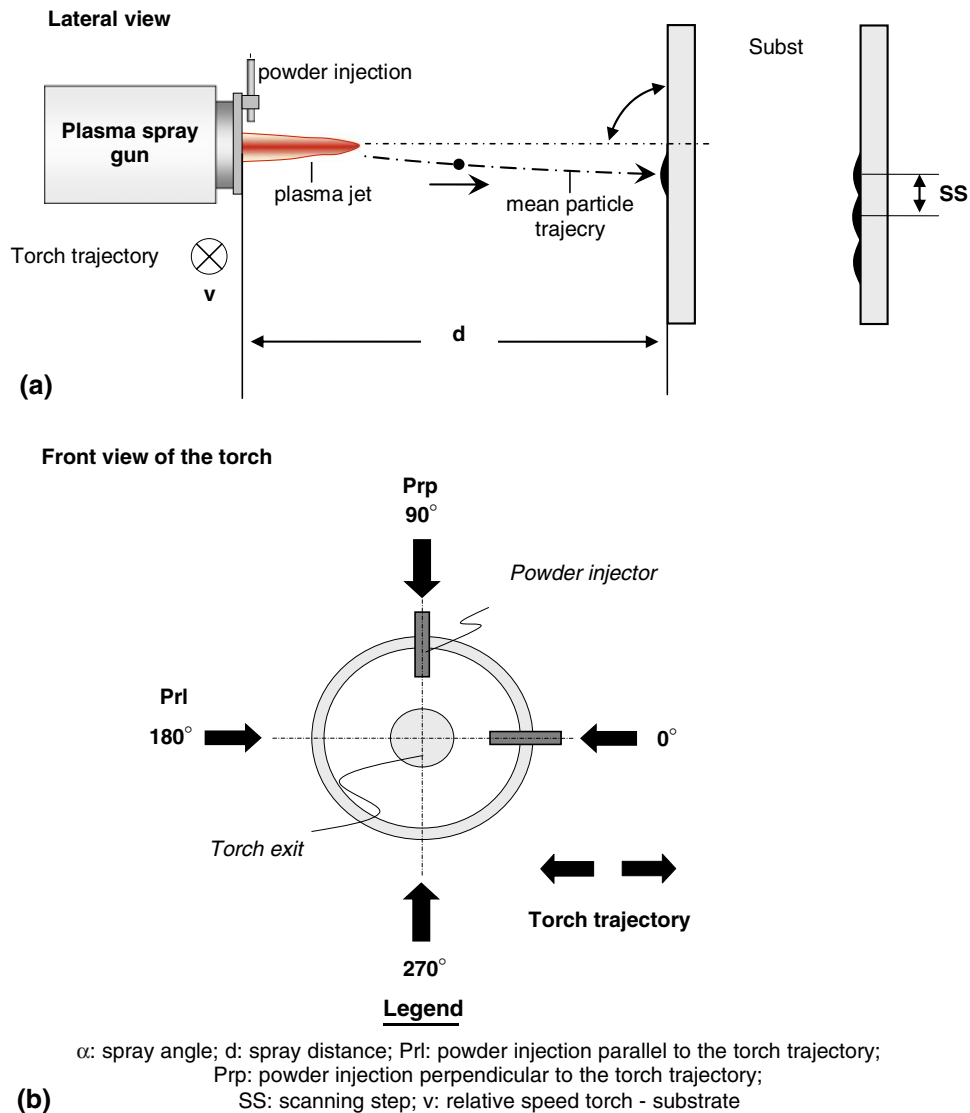 Lateral view
powder injection
Subst
Plasma spray
gun
plasma jet
mean particle
trajecry
SS
Torch trajectory
v
d
(a)
Front view of the torch
Prp
90°
Powder injector
Prl
180°
0°
Torch exit
Torch trajectory
270°
Legend
α: spray angle; d: spray distance; Prl: powder injection parallel to the torch trajectory;
Prp: powder injection perpendicular to the torch trajectory;
(b)
SS: scanning step; v: relative speed torch - substrate